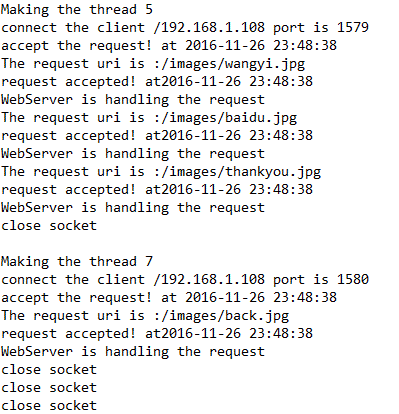 Making the thread 5
connect the client /192.168.1.108 port is 1579
accept the request! at 2016-11-26 23:48:38
The request uri is :/images/wangyi.jpg
request accepted! at2016-11-26 23:48:38
WebServer is handling the request
The request uri is :/images/baidu.jpg
request accepted! at2016-11-26 23:48:38
WebServer is handling the request
The request uri is :/images/thankyou.jpg
request accepted! at2016-11-26 23:48:38
WebServer is handling the request
close socket

Making the thread 7
connect the client /192.168.1.108 port is 1580
accept the request! at 2016-11-26 23:48:38
The request uri is :/images/back.jpg
request accepted! at2016-11-26 23:48:38
WebServer is handling the request
close socket
close socket
close socket